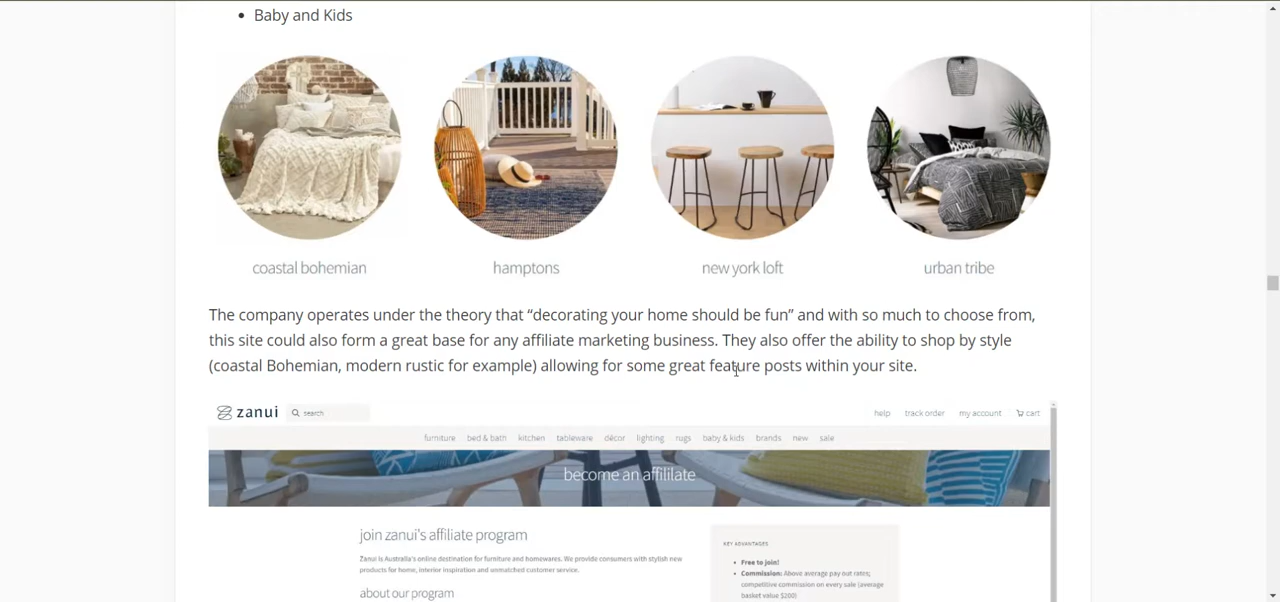 • Baby and Kids
coastal bohemian
hamptons
new york loft
urban tribe
The company operates under the theory that “decorating your home should be fun” and with so much to choose from,
this site could also form a great base for any affiliate marketing business. They also offer the ability to shop by style
(coastal Bohemian, modern rustic for example) allowing for some great feature posts within your site.
zanui
search
help
track order
my account
cart
furniture bed & bath kitchen tableware décor lighting rugs baby & kids brands new sale
become an affililate
join zanui's affiliate program
Zanui is Australia's online destination for furniture and homewares. We provide consumers with stylish new
products for home, interior inspiration and unmatched customer service.
about our program
KEY ADVANTAGES
• Free to join!
• Commission: Above average pay out rates;
competitive commission on every sale (average
basket value $200)